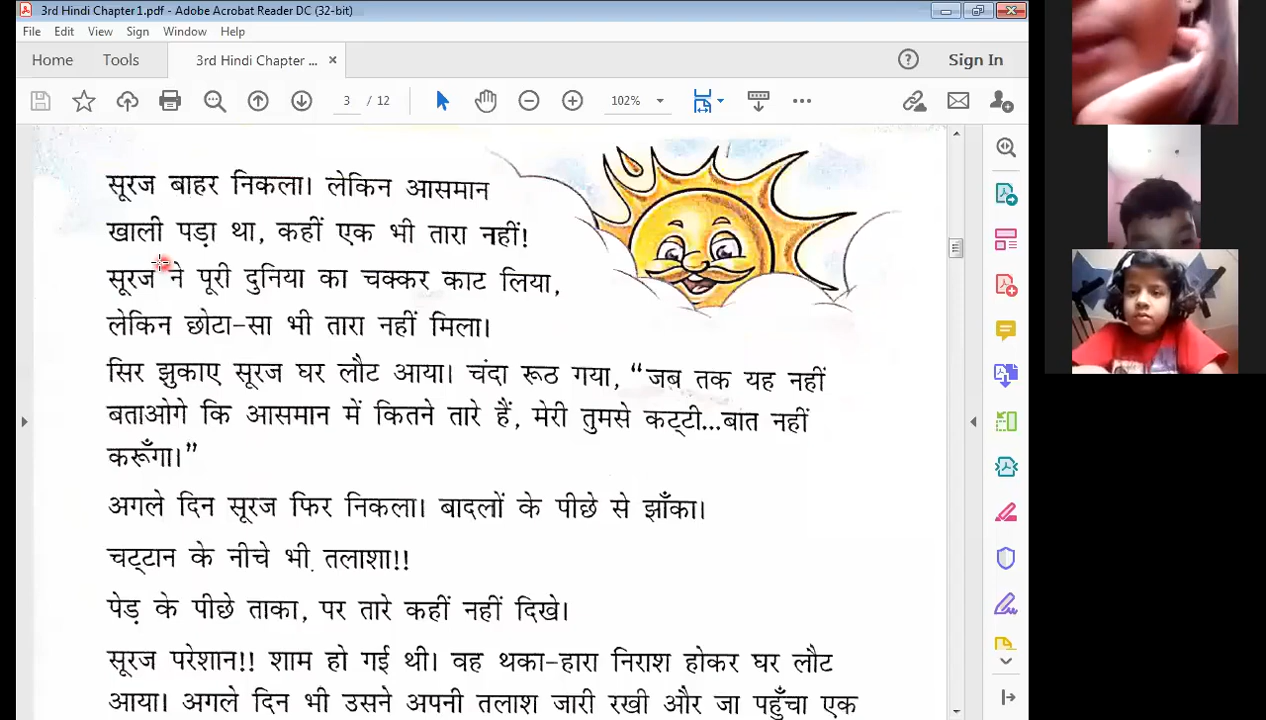 3rd Hindi Chapter 1.pdf - Adobe Acrobat Reader DC (32-bit)
File Edit View Sign Window Help
Home Tools 3rd Hindi Chapter ... × Sign In
3 / 12 102%
सूरज बाहर निकला। लेकिन आसमान
खाली पड़ा था, कहीं एक भी तारा नहीं!
सूरज ने पूरी दुनिया का चक्कर काट लिया,
लेकिन छोटा-सा भी तारा नहीं मिला।
सिर झुकाए सूरज घर लौट आया। चंदा रूठ गया, “जब तक यह नहीं
बताओगे कि आसमान में कितने तारे हैं, मेरी तुमसे कट्टी...बात नहीं
करूँगा।”
अगले दिन सूरज फिर निकला। बादलों के पीछे से झाँका।
चट्टान के नीचे भी तलाशा!!
पेड़ के पीछे ताका, पर तारे कहीं नहीं दिखे।
सूरज परेशान!! शाम हो गई थी। वह थका-हारा निराश होकर घर लौट
आया। अगले दिन भी उसने अपनी तलाश जारी रखी और जा पहुँचा एक